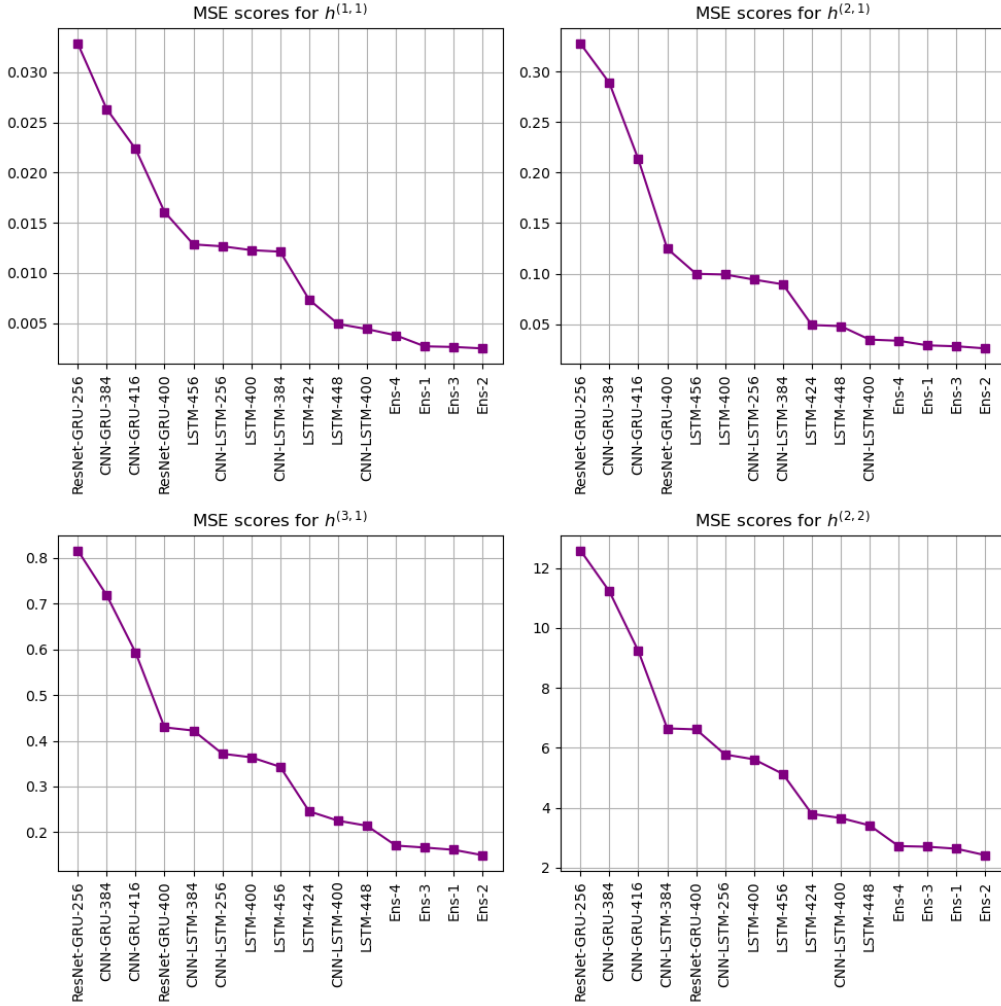 MSE scores for h^(1,1)
0.030
0.025
0.020
0.015
0.010
0.005
ResNet-GRU-256
CNN-GRU-384
CNN-GRU-416
ResNet-GRU-400
LSTM-456
CNN-LSTM-256
LSTM-400
CNN-LSTM-384
LSTM-424
LSTM-448
CNN-LSTM-400
Ens-4
Ens-1
Ens-3
Ens-2
MSE scores for h^(2,1)
0.30
0.25
0.20
0.15
0.10
0.05
ResNet-GRU-256
CNN-GRU-384
CNN-GRU-416
ResNet-GRU-400
LSTM-456
LSTM-400
CNN-LSTM-256
CNN-LSTM-384
LSTM-424
LSTM-448
CNN-LSTM-400
Ens-4
Ens-1
Ens-3
Ens-2
MSE scores for h^(3,1)
0.8
0.7
0.6
0.5
0.4
0.3
0.2
ResNet-GRU-256
CNN-GRU-384
CNN-GRU-416
ResNet-GRU-400
CNN-LSTM-384
CNN-LSTM-256
LSTM-400
LSTM-456
LSTM-424
CNN-LSTM-400
LSTM-448
Ens-4
Ens-3
Ens-1
Ens-2
MSE scores for h^(2,2)
12
10
8
6
4
2
ResNet-GRU-256
CNN-GRU-384
CNN-GRU-416
CNN-LSTM-384
ResNet-GRU-400
CNN-LSTM-256
LSTM-400
LSTM-456
LSTM-424
CNN-LSTM-400
LSTM-448
Ens-4
Ens-3
Ens-1
Ens-2